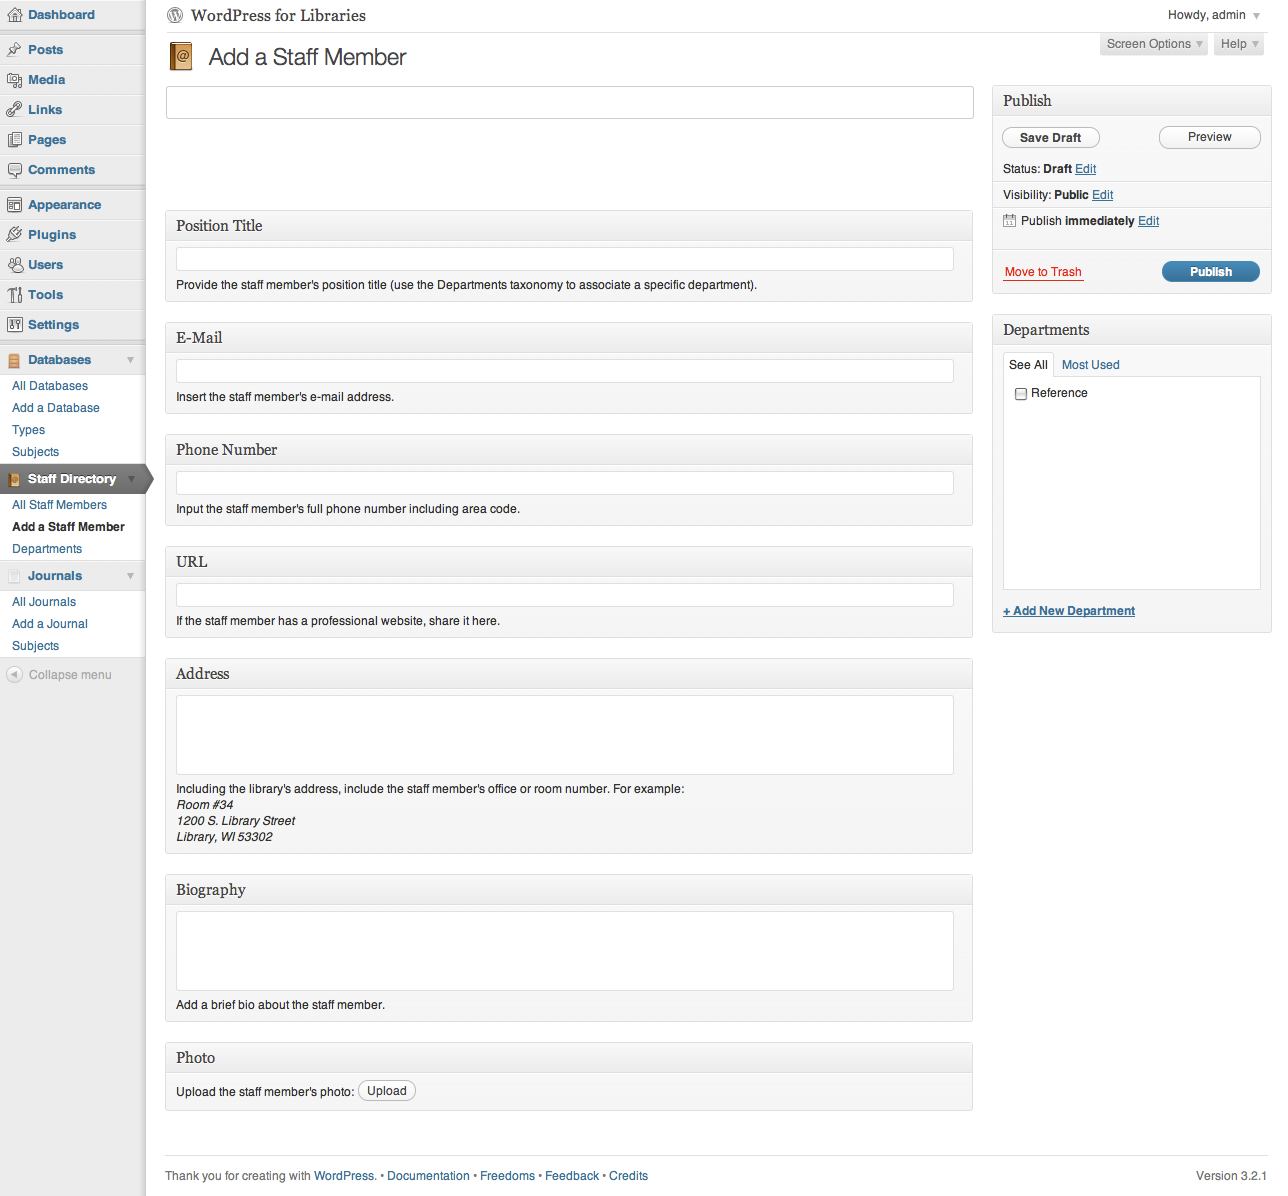 Dashboard
Posts
Media
Links
Pages
Comments
Appearance
Plugins
Users
Tools
Settings
Databases
All Databases
Add a Database
Types
Subjects
Staff Directory
All Staff Members
Add a Staff Member
Departments
Journals
All Journals
Add a Journal
Subjects
Collapse menu
WordPress for Libraries
Howdy, admin
Screen Options
Help
Add a Staff Member
Position Title
Provide the staff member's position title (use the Departments taxonomy to associate a specific department).
E-Mail
Insert the staff member's e-mail address.
Phone Number
Input the staff member's full phone number including area code.
URL
If the staff member has a professional website, share it here.
Address
Including the library's address, include the staff member's office or room number. For example:
Room #34
1200 S. Library Street
Library, WI 53302
Biography
Add a brief bio about the staff member.
Photo
Upload the staff member's photo: Upload
Publish
Save Draft
Preview
Status: Draft Edit
Visibility: Public Edit
Publish immediately Edit
Move to Trash
Publish
Departments
See All
Most Used
Reference
+ Add New Department
Thank you for creating with WordPress. • Documentation • Freedoms • Feedback • Credits
Version 3.2.1